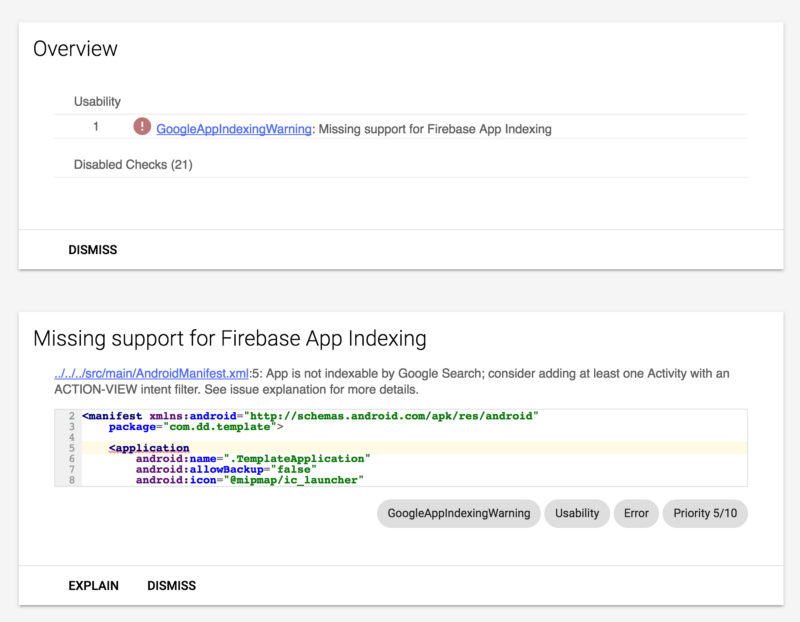 Overview
Usability
1 ! GoogleAppIndexingWarning: Missing support for Firebase App Indexing
Disabled Checks (21)
DISMISS
Missing support for Firebase App Indexing
../../../src/main/AndroidManifest.xml:5: App is not indexable by Google Search; consider adding at least one Activity with an
ACTION-VIEW intent filler. See issue explanation for more details.
2 <manifest xmlns:android="http://schemas.android.com/apk/res/android"
3     package="com.dd.template">
4
5     <application
6         android:name=".TemplateApplication"
7         android:allowBackup="false"
8         android:icon="@mipmap/ic_launcher"
GoogleAppIndexingWarning Usability Error Priority 5/10
EXPLAIN DISMISS